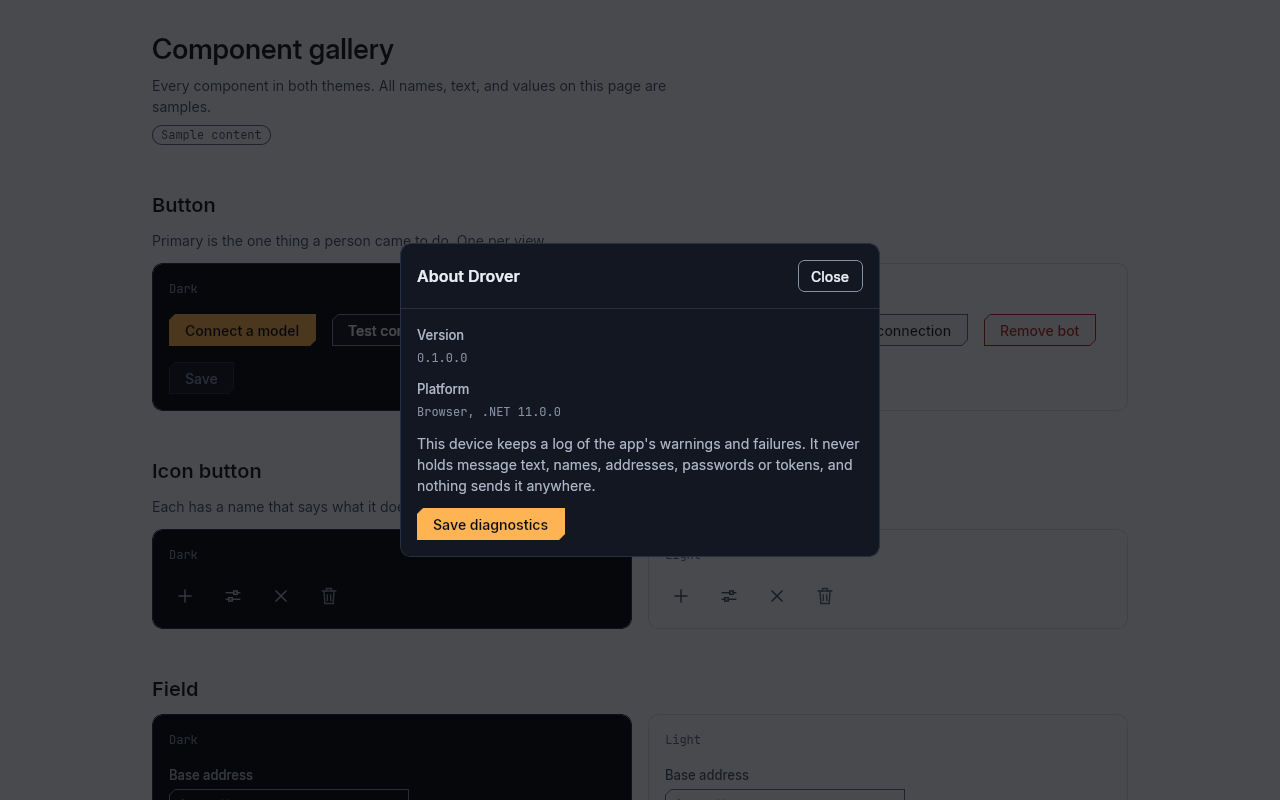 Component gallery
Every component in both themes. All names, text, and values on this page are
samples.
Sample content
Button
Primary is the one thing a person came to do. One per view.
Dark
Connect a model
Test con
connection
Remove bot
Save
About Drover
Close
Version
0.1.0.0
Platform
Browser, .NET 11.0.0
This device keeps a log of the app's warnings and failures. It never
holds message text, names, addresses, passwords or tokens, and
nothing sends it anywhere.
Save diagnostics
Icon button
Each has a name that says what it doe
Dark
Light
Field
Dark
Light
Base address
Base address